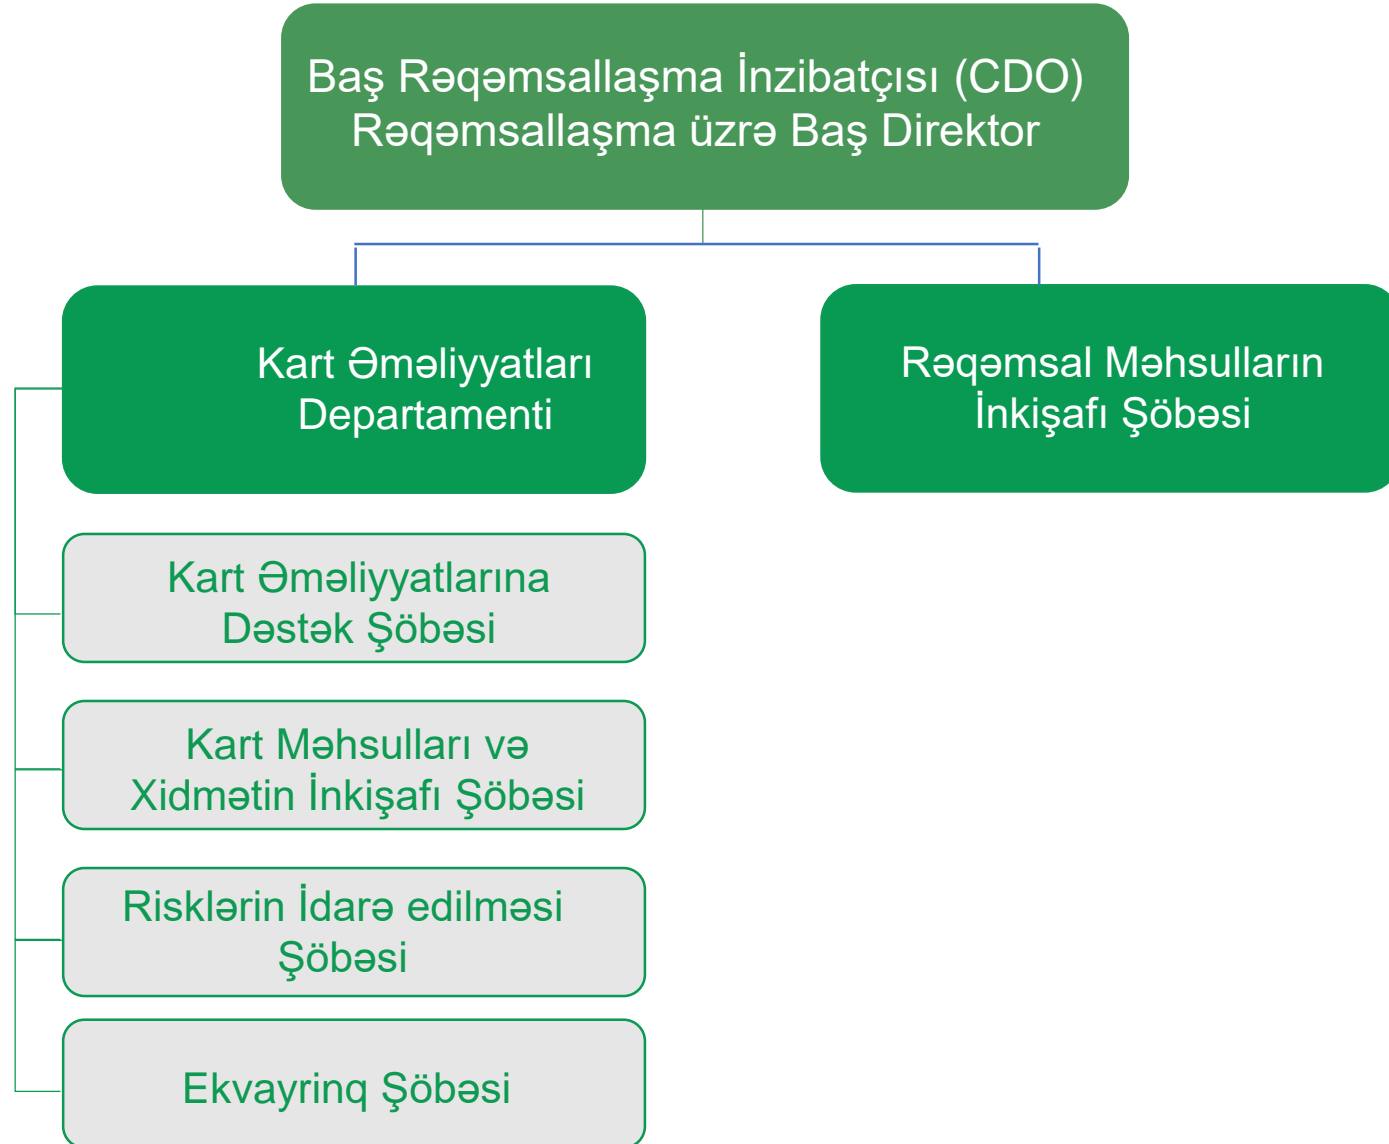 Baş Rəqəmsallaşma İnzibatçısı (CDO)
Rəqəmsallaşma üzrə Baş Direktor
Kart Əməliyyatları
Departamenti
Rəqəmsal Məhsulların
İnkişafı Şöbəsi
Kart Əməliyyatlarına
Dəstək Şöbəsi
Kart Məhsulları və
Xidmətin İnkişafı Şöbəsi
Risklərin İdarə edilməsi
Şöbəsi
Ekvayrinq Şöbəsi